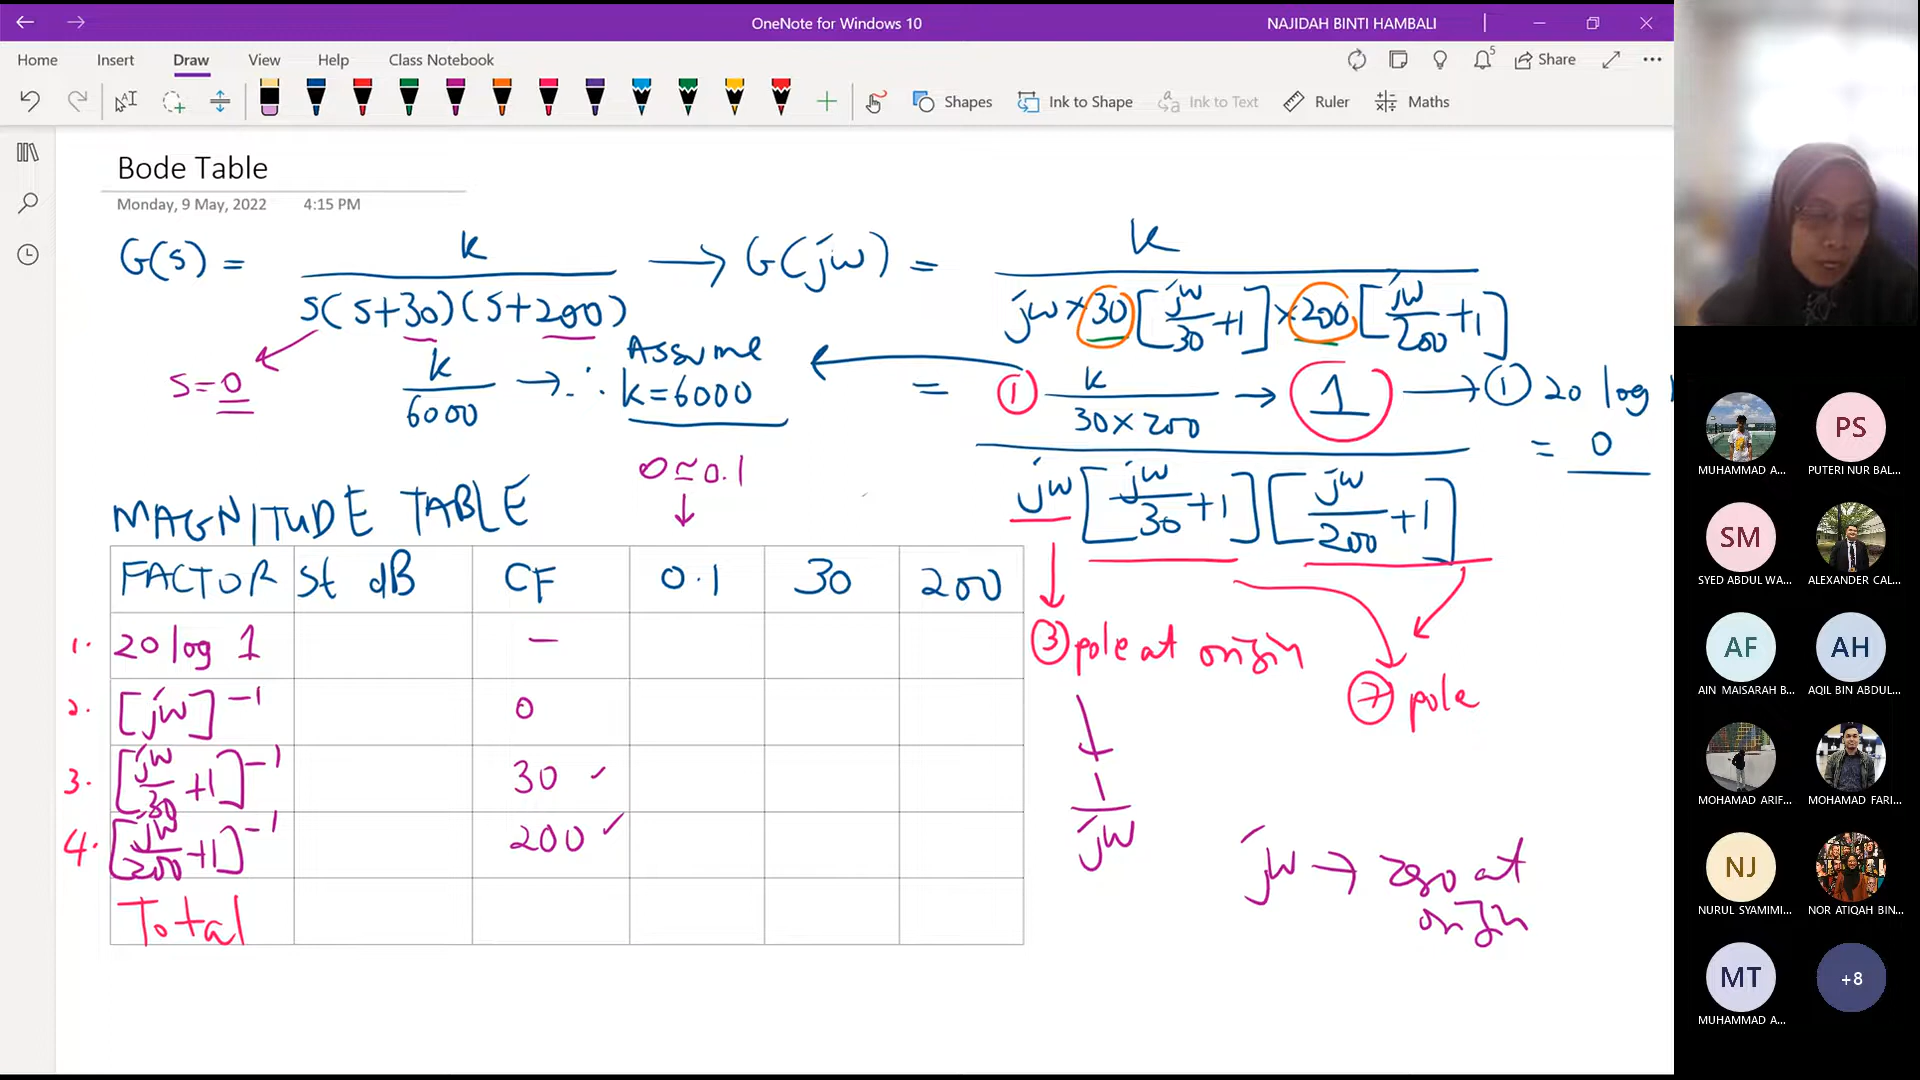 OneNote for Windows 10
NAJIDAH BINTI HAMBALI
Home Insert Draw View Help Class Notebook
5
Share
Shapes Ink to Shape Ink to Text Ruler Maths
Bode Table
Monday, 9 May, 2022 4:15 PM
G(s) = k / s(s+30)(s+200) → G(jω) = k / jω×30[jω/30 +1]×200[jω/200 +1]
s=0
k/6000 → ∴ Assume k=6000
= ① k / 30×200 → 1 → ① 20 log
= 0
jω[jω/30 +1][jω/200 +1]
0≃0.1
↓
MAGNITUDE TABLE
FACTOR St dB CF 0.1 30 200
1. 20 log 1 –
2. [jω]⁻¹ 0
3. [jω/30 +1]⁻¹ 30 ✓
4. [jω/200 +1]⁻¹ 200 ✓
Total
③ pole at origin
⑦ pole
1/jω
jω → zero at
origin
MUHAMMAD A...
PS
PUTERI NUR BAL...
SM
SYED ABDUL WA...
ALEXANDER CAL...
AF
AIN MAISARAH B...
AH
AQIL BIN ABDUL...
MOHAMAD ARIF...
MOHAMAD FARI...
NJ
NURUL SYAMIMI...
NOR ATIQAH BIN...
MT
MUHAMMAD A...
+8